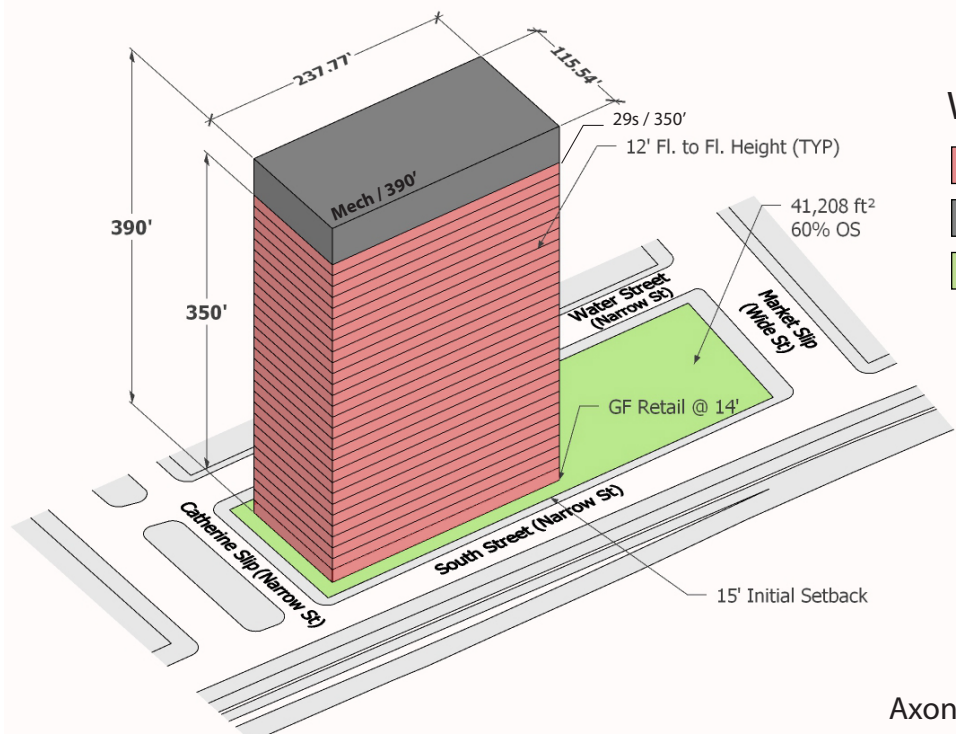 237.77'
115.54'
29s / 350'
12' Fl. to Fl. Height (TYP)
Mech / 390'
41,208 ft²
60% OS
390'
350'
Water Street
(Narrow St)
Market Slip
(Wide St)
GF Retail @ 14'
Catherine Slip (Narrow St)
South Street (Narrow St)
15' Initial Setback
Axon